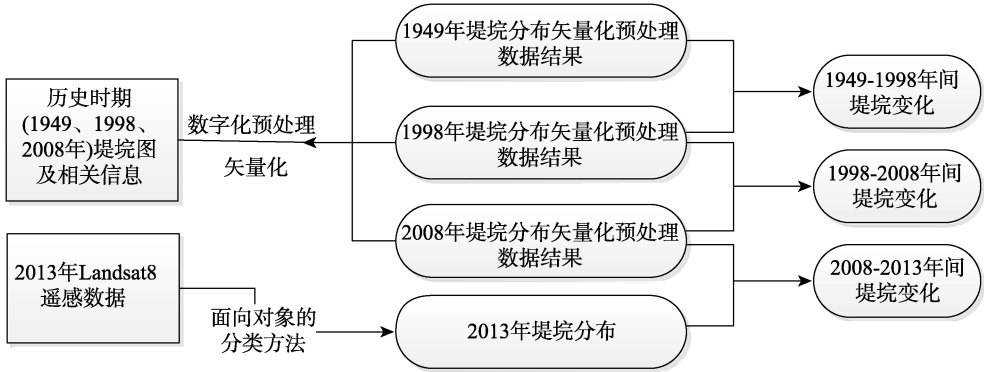 历史时期
(1949、1998、
2008年)堤垸图
及相关信息
数字化预处理
矢量化
1949年堤垸分布矢量化预处理
数据结果
1998年堤垸分布矢量化预处理
数据结果
2008年堤垸分布矢量化预处理
数据结果
2013年Landsat8
遥感数据
面向对象的
分类方法
2013年堤垸分布
1949-1998年间
堤垸变化
1998-2008年间
堤垸变化
2008-2013年间
堤垸变化